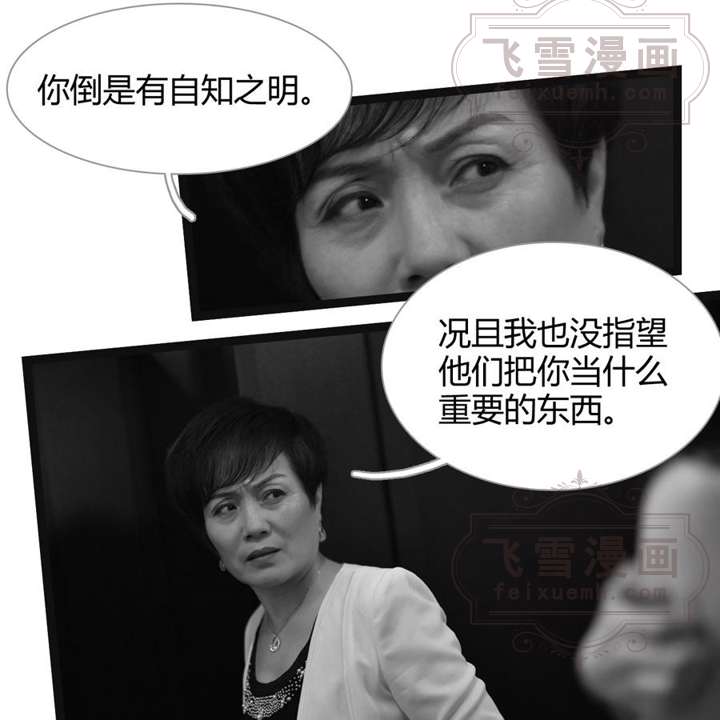 飞雪漫画
feixuemh.com
你倒是有自知之明。
况且我也没指望
他们把你当什么
重要的东西。
飞雪漫画
feixuemh.com